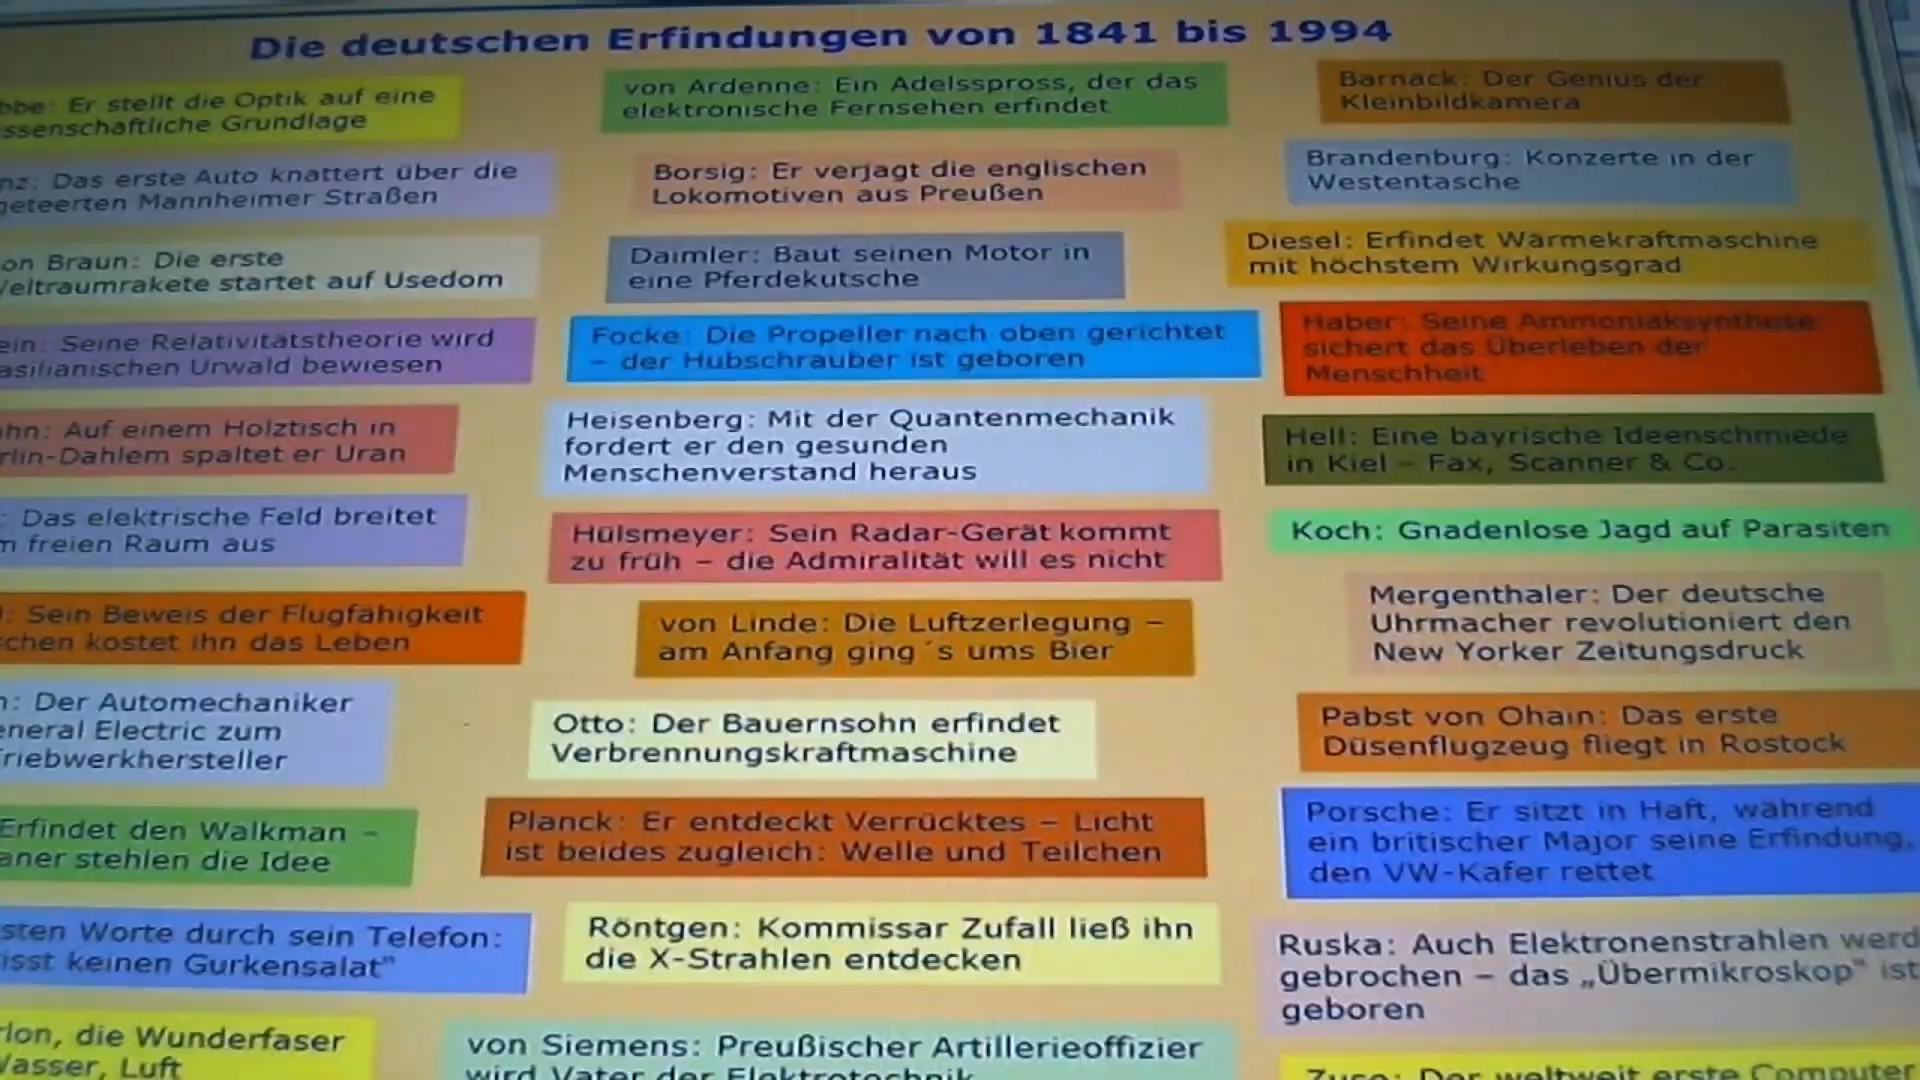 Die deutschen Erfindungen von 1841 bis 1994
bbe: Er stellt die Optik auf eine
ssenschaftliche Grundlage
von Ardenne: Ein Adelsspross, der das
elektronische Fernsehen erfindet
Barnack: Der Genius der
Kleinbildkamera
nz: Das erste Auto knattert über die
geteerten Mannheimer Straßen
Borsig: Er verjagt die englischen
Lokomotiven aus Preußen
Brandenburg: Konzerte in der
Westentasche
on Braun: Die erste
Weltraumrakete startet auf Usedom
Daimler: Baut seinen Motor in
eine Pferdekutsche
Diesel: Erfindet Wärmekraftmaschine
mit höchstem Wirkungsgrad
ein: Seine Relativitätstheorie wird
asilianischen Urwald bewiesen
Focke: Die Propeller nach oben gerichtet
– der Hubschrauber ist geboren
Haber: Seine Ammoniaksynthese
sichert das Überleben der
Menschheit
ahn: Auf einem Holztisch in
rlin-Dahlem spaltet er Uran
Heisenberg: Mit der Quantenmechanik
fordert er den gesunden
Menschenverstand heraus
Hell: Eine bayrische Ideenschmiede
in Kiel – Fax, Scanner & Co.
: Das elektrische Feld breitet
m freien Raum aus
Hülsmeyer: Sein Radar-Gerät kommt
zu früh – die Admiralität will es nicht
Koch: Gnadenlose Jagd auf Parasiten
: Sein Beweis der Flugfähigkeit
schen kostet ihn das Leben
von Linde: Die Luftzerlegung –
am Anfang ging ´s ums Bier
Mergenthaler: Der deutsche
Uhrmacher revolutioniert den
New Yorker Zeitungsdruck
n: Der Automechaniker
eneral Electric zum
riebwerkhersteller
Otto: Der Bauernsohn erfindet
Verbrennungskraftmaschine
Pabst von Ohain: Das erste
Düsenflugzeug fliegt in Rostock
Erfindet den Walkman –
aner stehlen die Idee
Planck: Er entdeckt Verrücktes – Licht
ist beides zugleich: Welle und Teilchen
Porsche: Er sitzt in Haft, während
ein britischer Major seine Erfindung,
den VW-Käfer rettet
sten Worte durch sein Telefon:
isst keinen Gurkensalat"
Röntgen: Kommissar Zufall ließ ihn
die X-Strahlen entdecken
Ruska: Auch Elektronenstrahlen werd
gebrochen – das „Übermikroskop" ist
geboren
rlon, die Wunderfaser
Wasser, Luft
von Siemens: Preußischer Artillerieoffizier
wird Vater der Elektrotechnik
Zuse: Der weltweit erste Computer